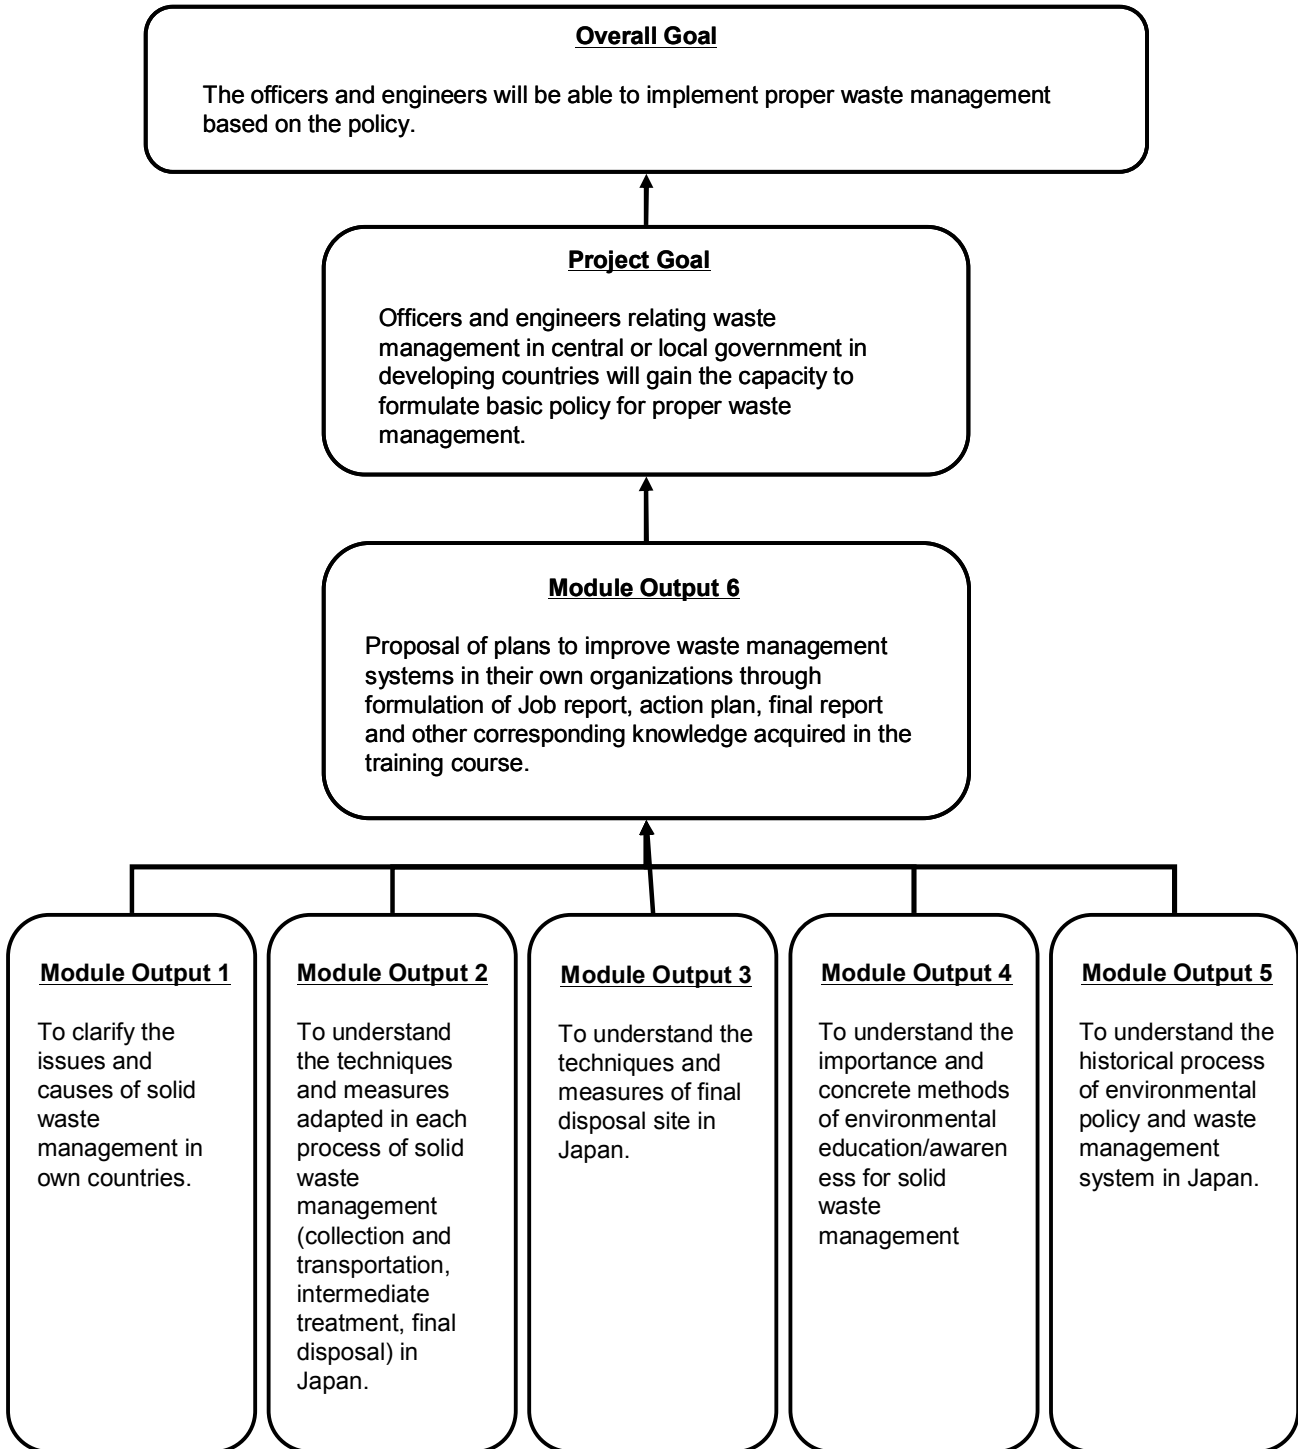 Overall Goal
The officers and engineers will be able to implement proper waste management
based on the policy.
Project Goal
Officers and engineers relating waste
management in central or local government in
developing countries will gain the capacity to
formulate basic policy for proper waste
management.
Module Output 6
Proposal of plans to improve waste management
systems in their own organizations through
formulation of Job report, action plan, final report
and other corresponding knowledge acquired in the
training course.
Module Output 1
To clarify the
issues and
causes of solid
waste
management in
own countries.
Module Output 2
To understand
the techniques
and measures
adapted in each
process of solid
waste
management
(collection and
transportation,
intermediate
treatment, final
disposal) in
Japan.
Module Output 3
To understand the
techniques and
measures of final
disposal site in
Japan.
Module Output 4
To understand the
importance and
concrete methods
of environmental
education/awaren
ess for solid
waste
management
Module Output 5
To understand the
historical process
of environmental
policy and waste
management
system in Japan.